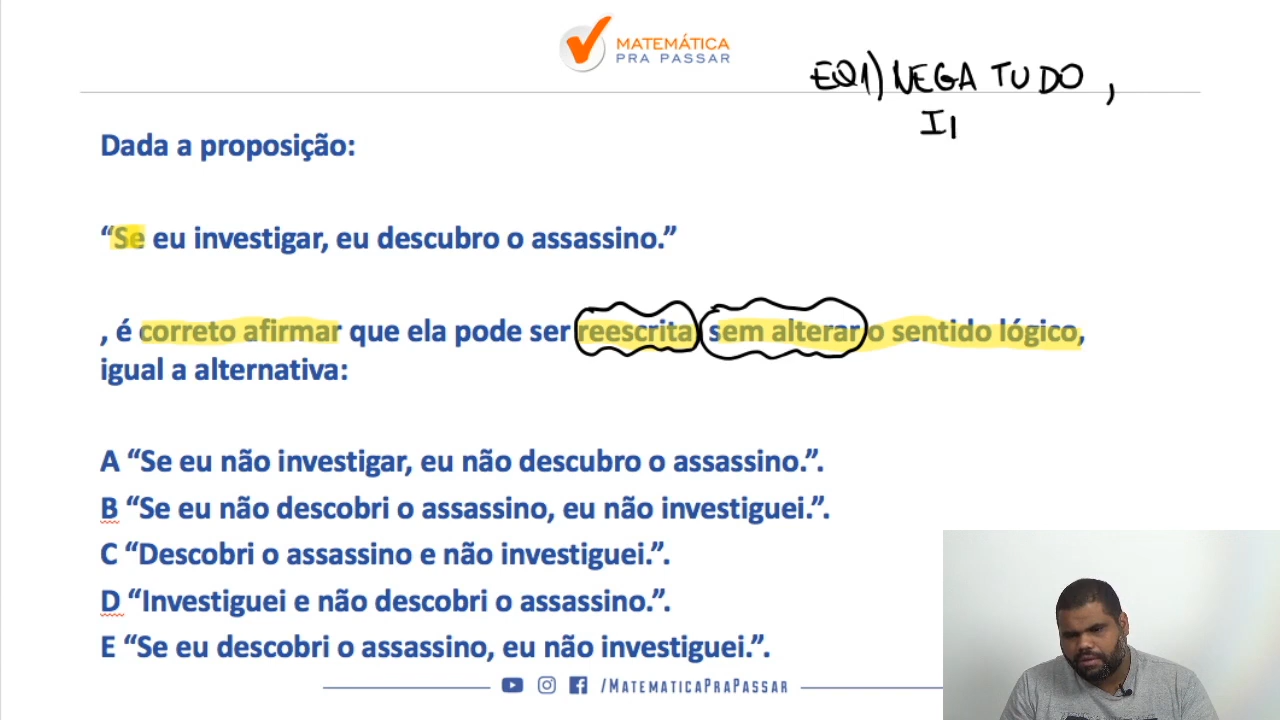 MATEMÁTICA
PRA PASSAR
EQ1) NEGA TUDO,
Dada a proposição:
“Se eu investigar, eu descubro o assassino.”
, é correto afirmar que ela pode ser reescrita sem alterar o sentido lógico,
igual a alternativa:
A “Se eu não investigar, eu não descubro o assassino.”.
B “Se eu não descobri o assassino, eu não investiguei.”.
C “Descobri o assassino e não investiguei.”.
D “Investiguei e não descobri o assassino.”.
E “Se eu descobri o assassino, eu não investiguei.”.
/MATEMATICAPRAPASSAR